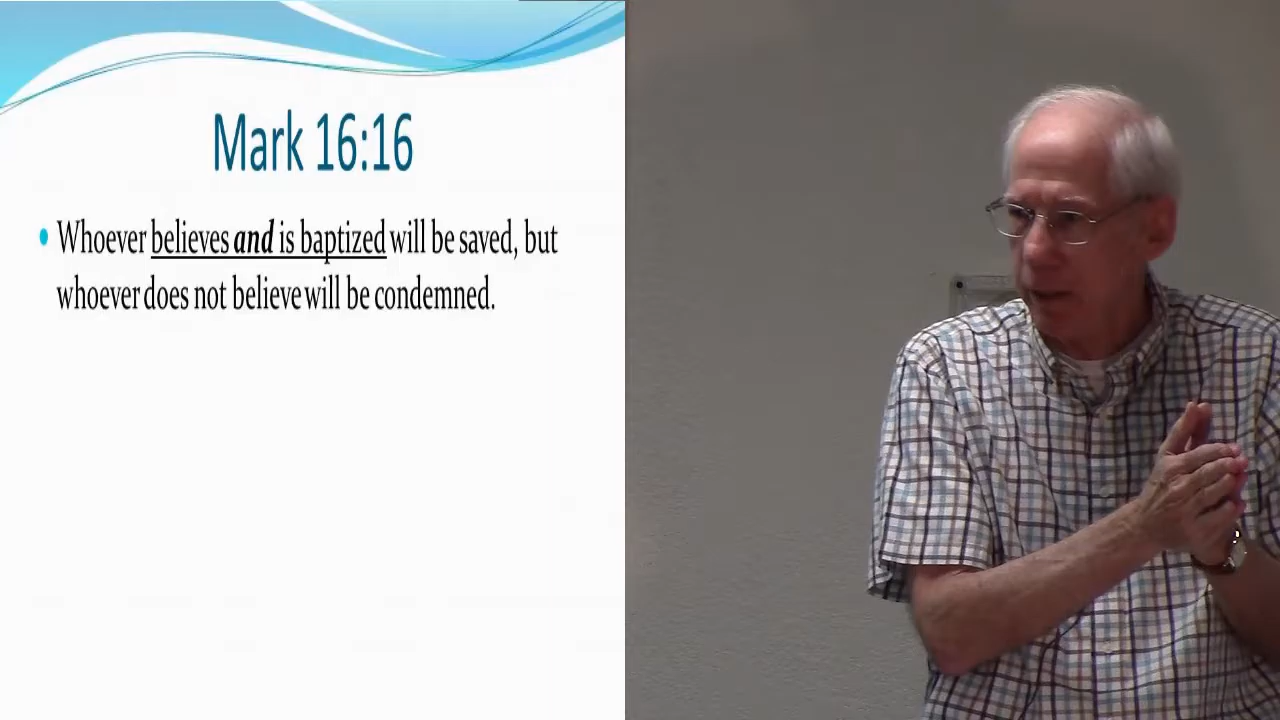 Mark 16:16
• Whoever believes and is baptized will be saved, but
whoever does not believe will be condemned.